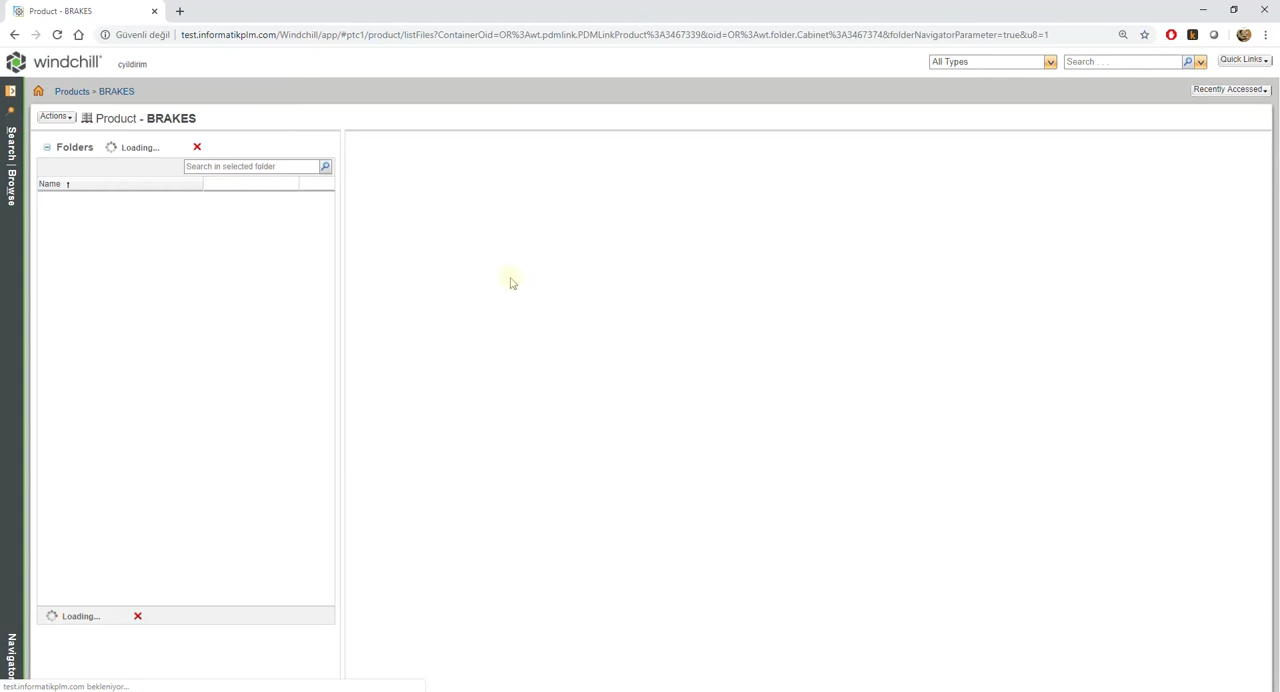 Product - BRAKES
Güvenli değil
test.informatikplm.com/Windchill/app/#ptc1/product/listFiles?ContainerOid=OR%3Awt.pdmlink.PDMLinkProduct%3A3467339&oid=OR%3Awt.folder.Cabinet%3A3467374&folderNavigatorParameter=true&u8=1
windchill
cyildirim
All Types
Search . . .
Quick Links
Products > BRAKES
Recently Accessed
Actions
Product - BRAKES
Search | Browse
Folders
Loading...
Search in selected folder
Name
Loading...
Navigator
test.informatikplm.com bekleniyor...